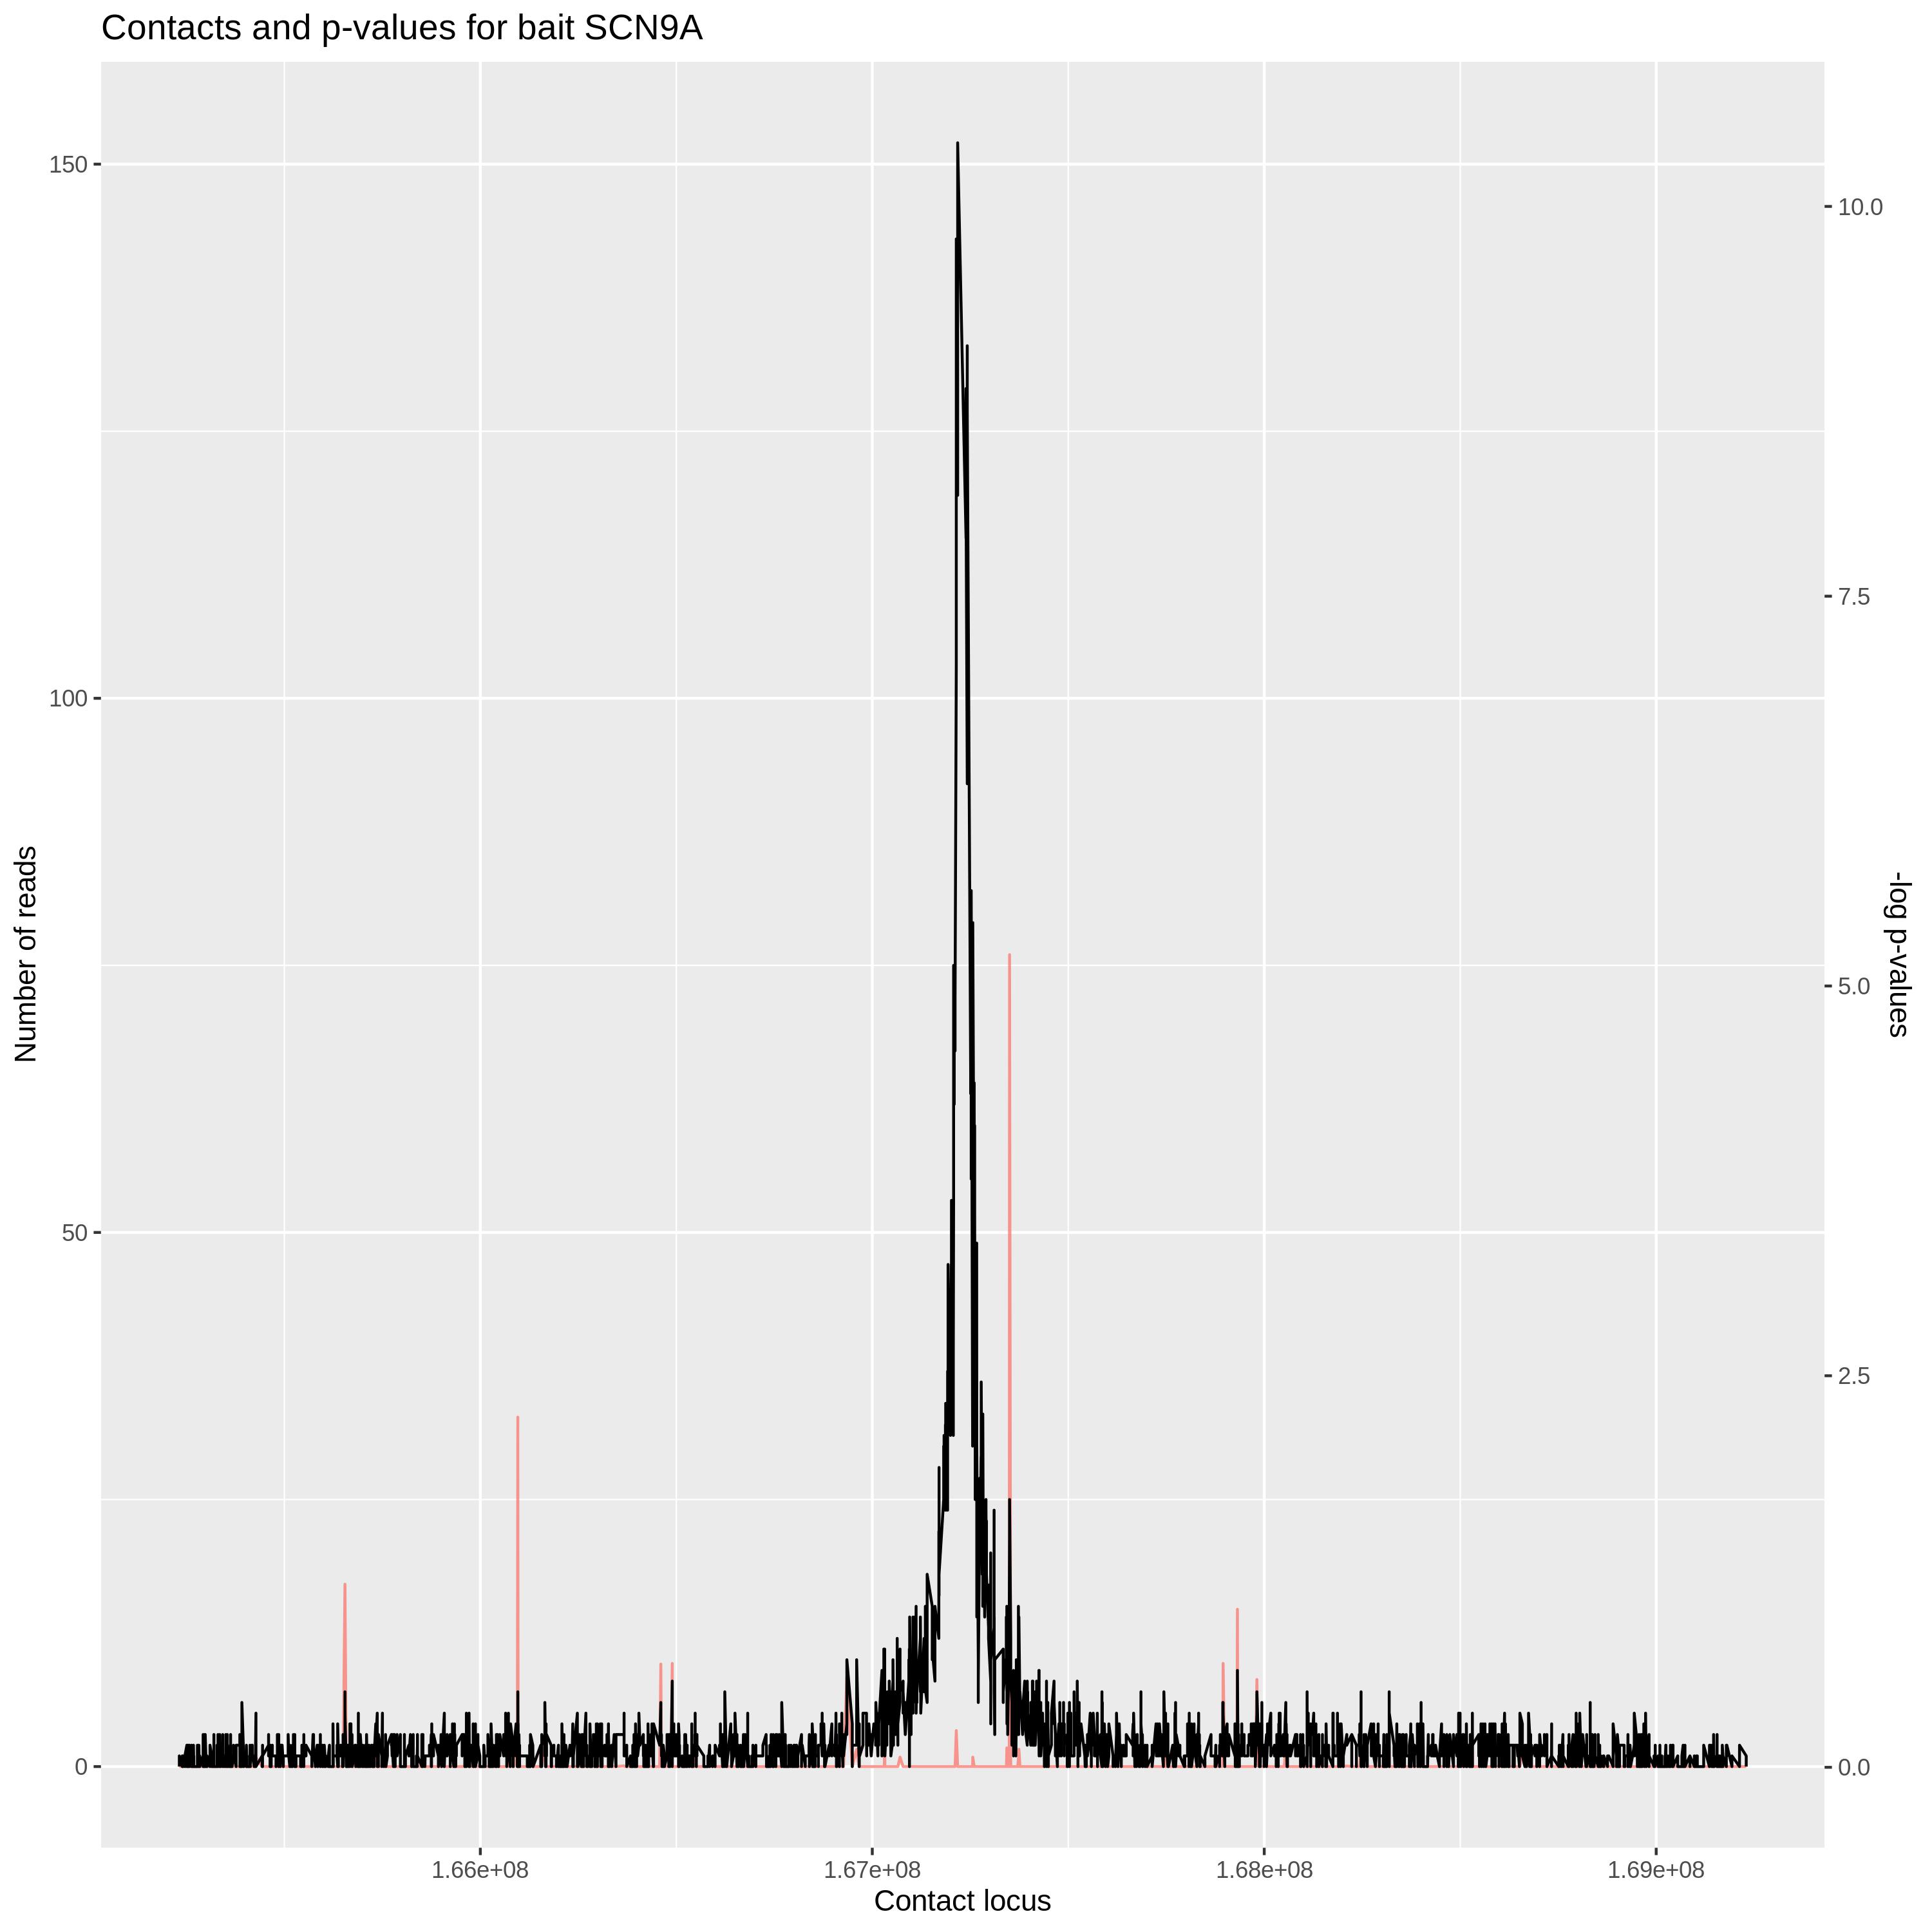 Contacts and p-values for bait SCN9A
150
100
50
0
Number of reads
10.0
7.5
5.0
2.5
0.0
-log p-values
1.66e+08 1.67e+08 1.68e+08 1.69e+08
Contact locus